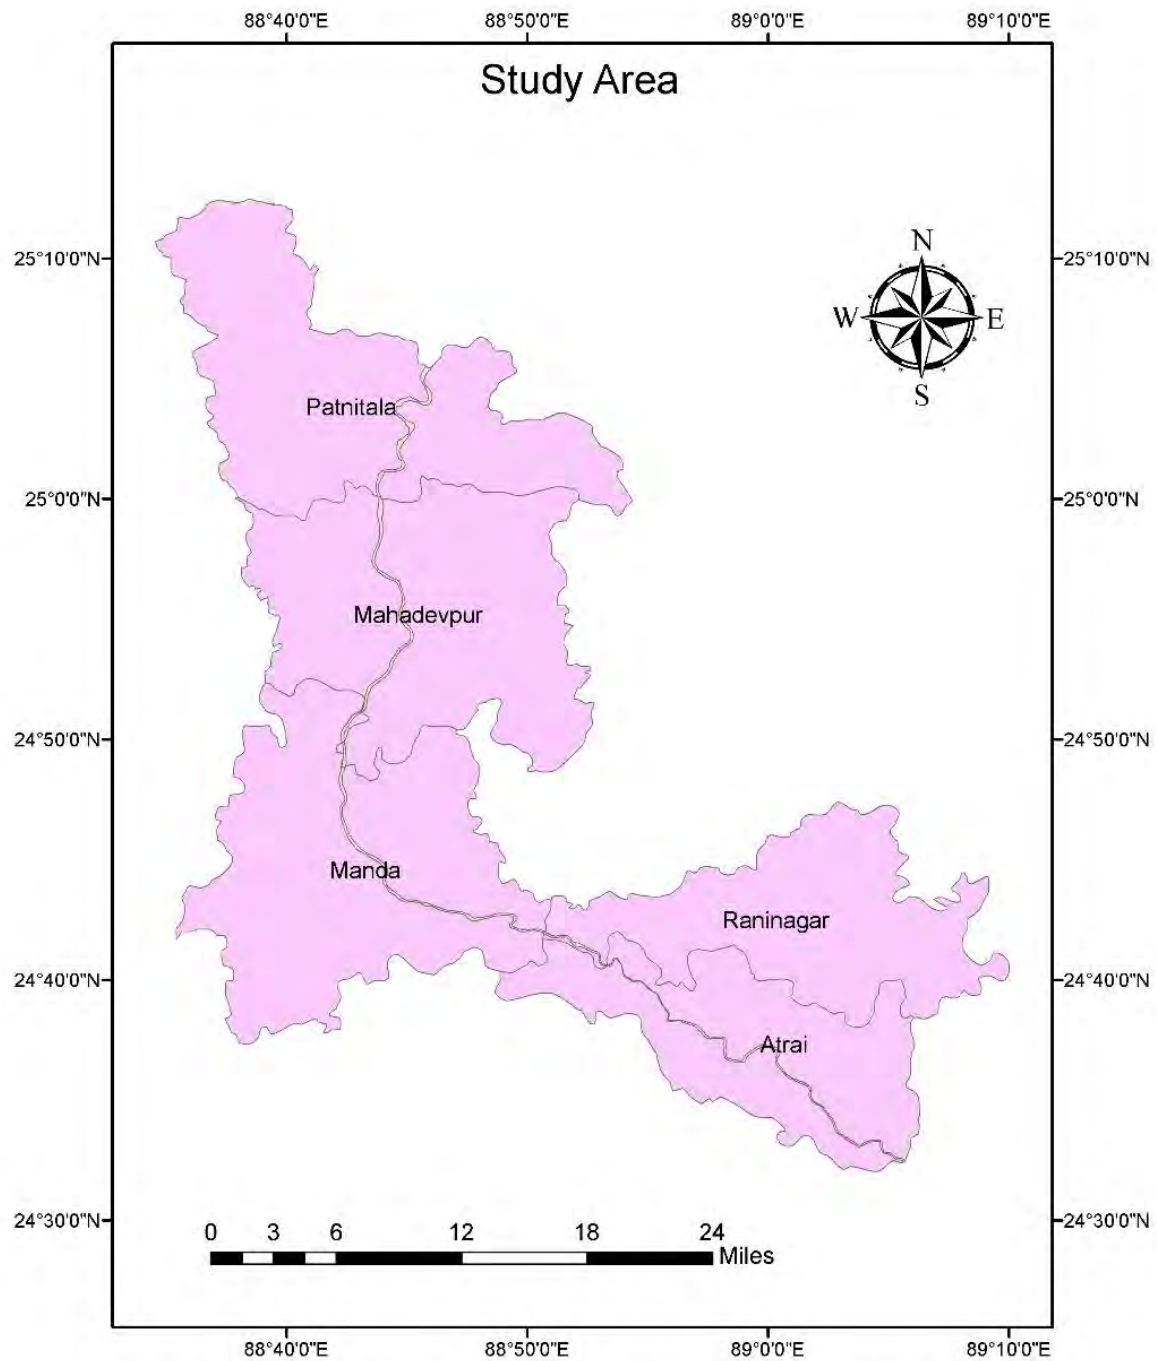 88°40'0"E 88°50'0"E 89°0'0"E 89°10'0"E
Study Area
N
W E
S
25°10'0"N 25°10'0"N
Patnitala
25°0'0"N 25°0'0"N
Mahadevpur
24°50'0"N 24°50'0"N
Manda
Raninagar
24°40'0"N 24°40'0"N
Atrai
24°30'0"N 24°30'0"N
0 3 6 12 18 24
Miles
88°40'0"E 88°50'0"E 89°0'0"E 89°10'0"E